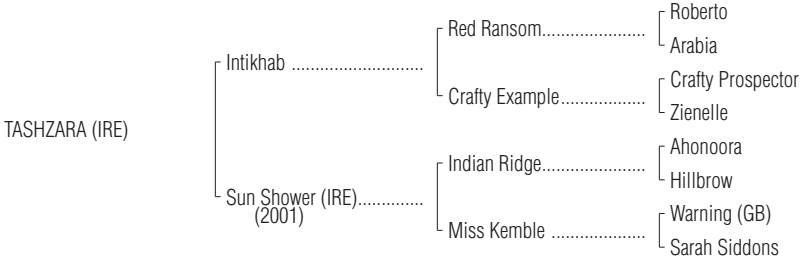 Roberto
Red Ransom......................
Arabia
Intikhab ............................
Crafty Prospector
Crafty Example..................
Zienelle
TASHZARA (IRE)
Ahonoora
Indian Ridge......................
Hillbrow
Sun Shower (IRE)..............
(2001)
Warning (GB)
Miss Kemble ....................
Sarah Siddons